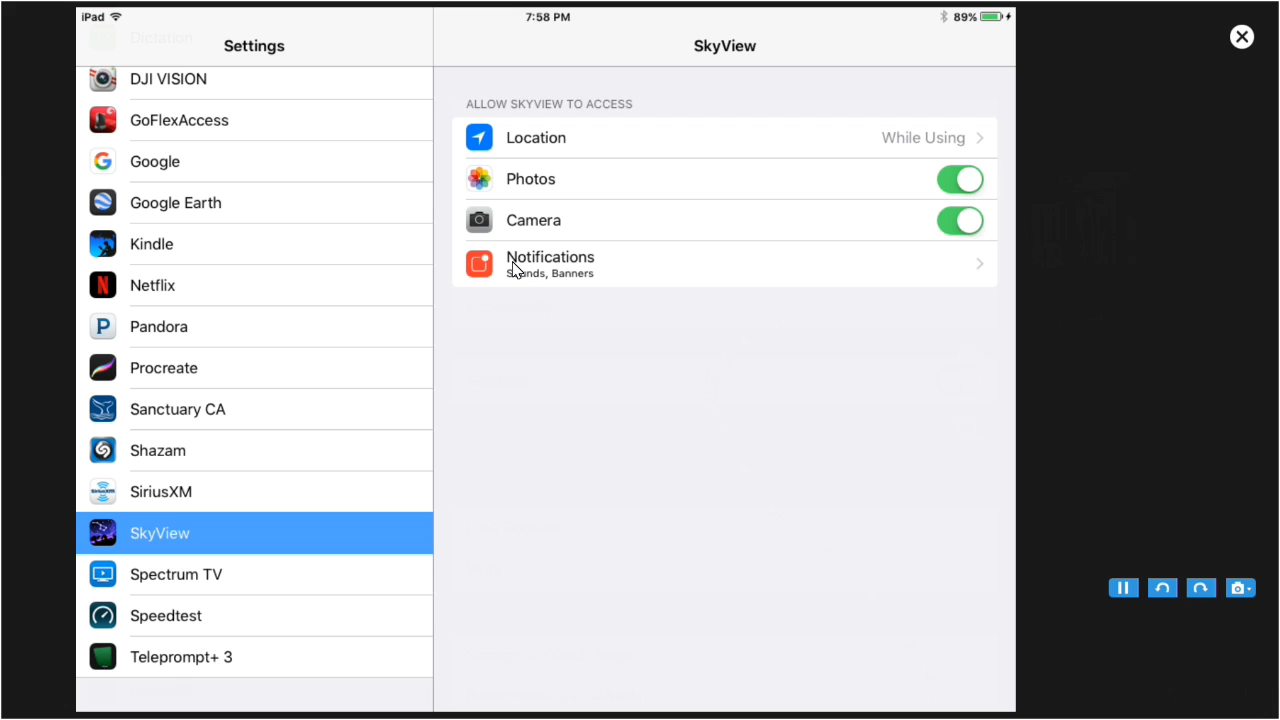 iPad 7:58 PM 89%
Settings
SkyView
DJI VISION
GoFlexAccess
Google
Google Earth
Kindle
Netflix
Pandora
Procreate
Sanctuary CA
Shazam
SiriusXM
SkyView
Spectrum TV
Speedtest
Teleprompt+ 3
ALLOW SKYVIEW TO ACCESS
Location While Using
Photos
Camera
Notifications
Sounds, Banners